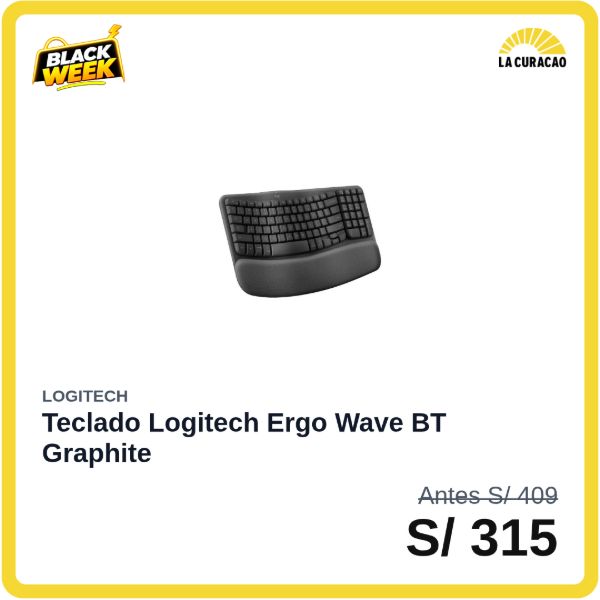 BLACK
WEEK
LA CURACAO
LOGITECH
Teclado Logitech Ergo Wave BT
Graphite
Antes S/ 409
S/ 315